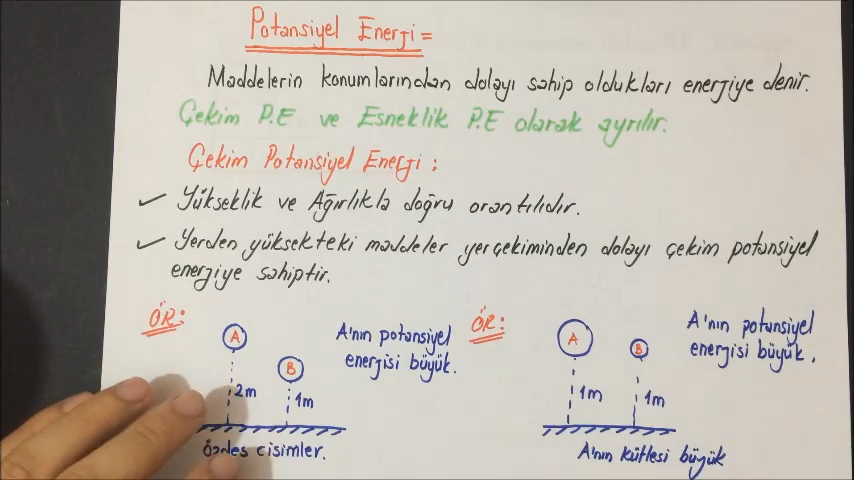 Potansiyel Enerji =
Maddelerin konumlarından dolayı sahip oldukları enerjiye denir.
Çekim P.E ve Esneklik P.E olarak ayrılır.
Çekim Potansiyel Enerji :
Yükseklik ve Ağırlıkla doğru orantılıdır.
Yerden yüksekteki maddeler yerçekiminden dolayı çekim potansiyel
enerjiye sahiptir.
ÖR:
A
B
2m
1m
A'nın potansiyel
energisi büyük.
Özdeş cisimler.
ÖR:
A
B
1m
1m
A'nın potansiyel
energisi büyük.
A'nın kütlesi büyük